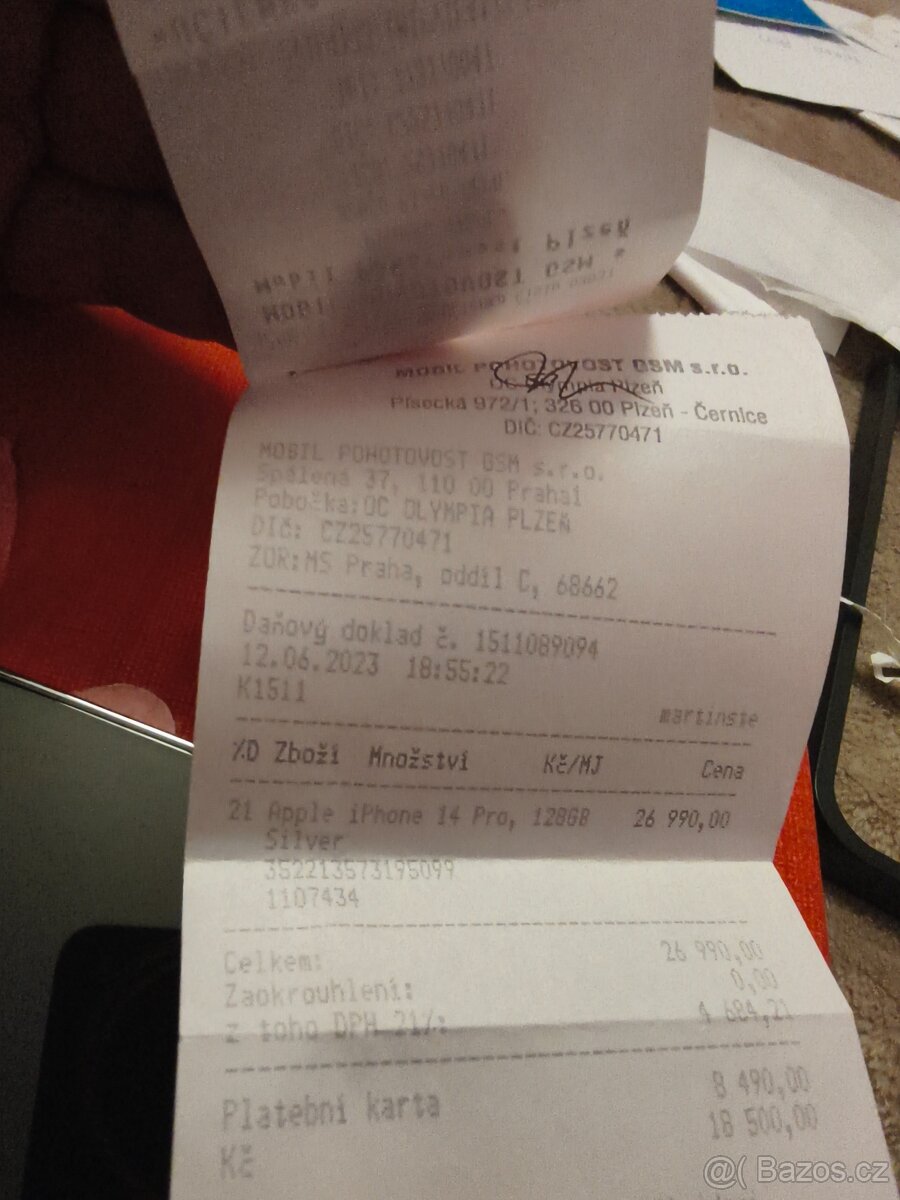 MOBIL POHOTOVOST GSM s.r.o.
OC Olympia Plzeň
Písecká 972/1; 326 00 Plzeň - Černice
DIČ: CZ25770471
MOBIL POHOTOVOST GSM s.r.o.
Spálená 37, 110 00 Praha1
Pobočka:OC OLYMPIA PLZEŇ
DIČ: CZ25770471
ZOR:MS Praha, oddíl C, 68662
Daňový doklad č. 1511089094
12.06.2023 18:55:22
K1511
martinste
%D Zboží Množství Kč/MJ Cena
21 Apple iPhone 14 Pro, 128GB 26 990,00
Silver
352213573195099
1107434
Celkem: 26 990,00
Zaokrouhlení: 0,00
z toho DPH 21%: 4 684,21
Platební karta 8 490,00
Kč 18 500,00
@( Bazos.cz